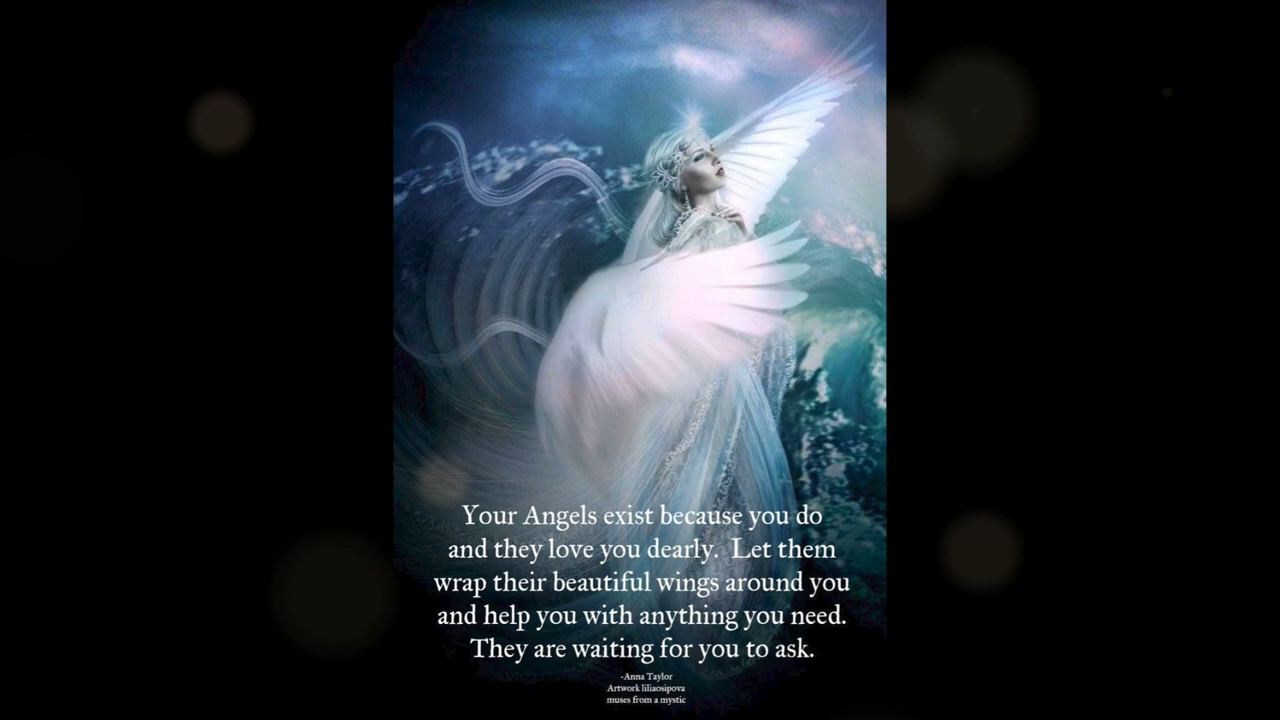 Your Angels exist because you do
and they love you dearly. Let them
wrap their beautiful wings around you
and help you with anything you need.
They are waiting for you to ask.
-Anna Taylor
Artwork liliaosipova
muses from a mystic